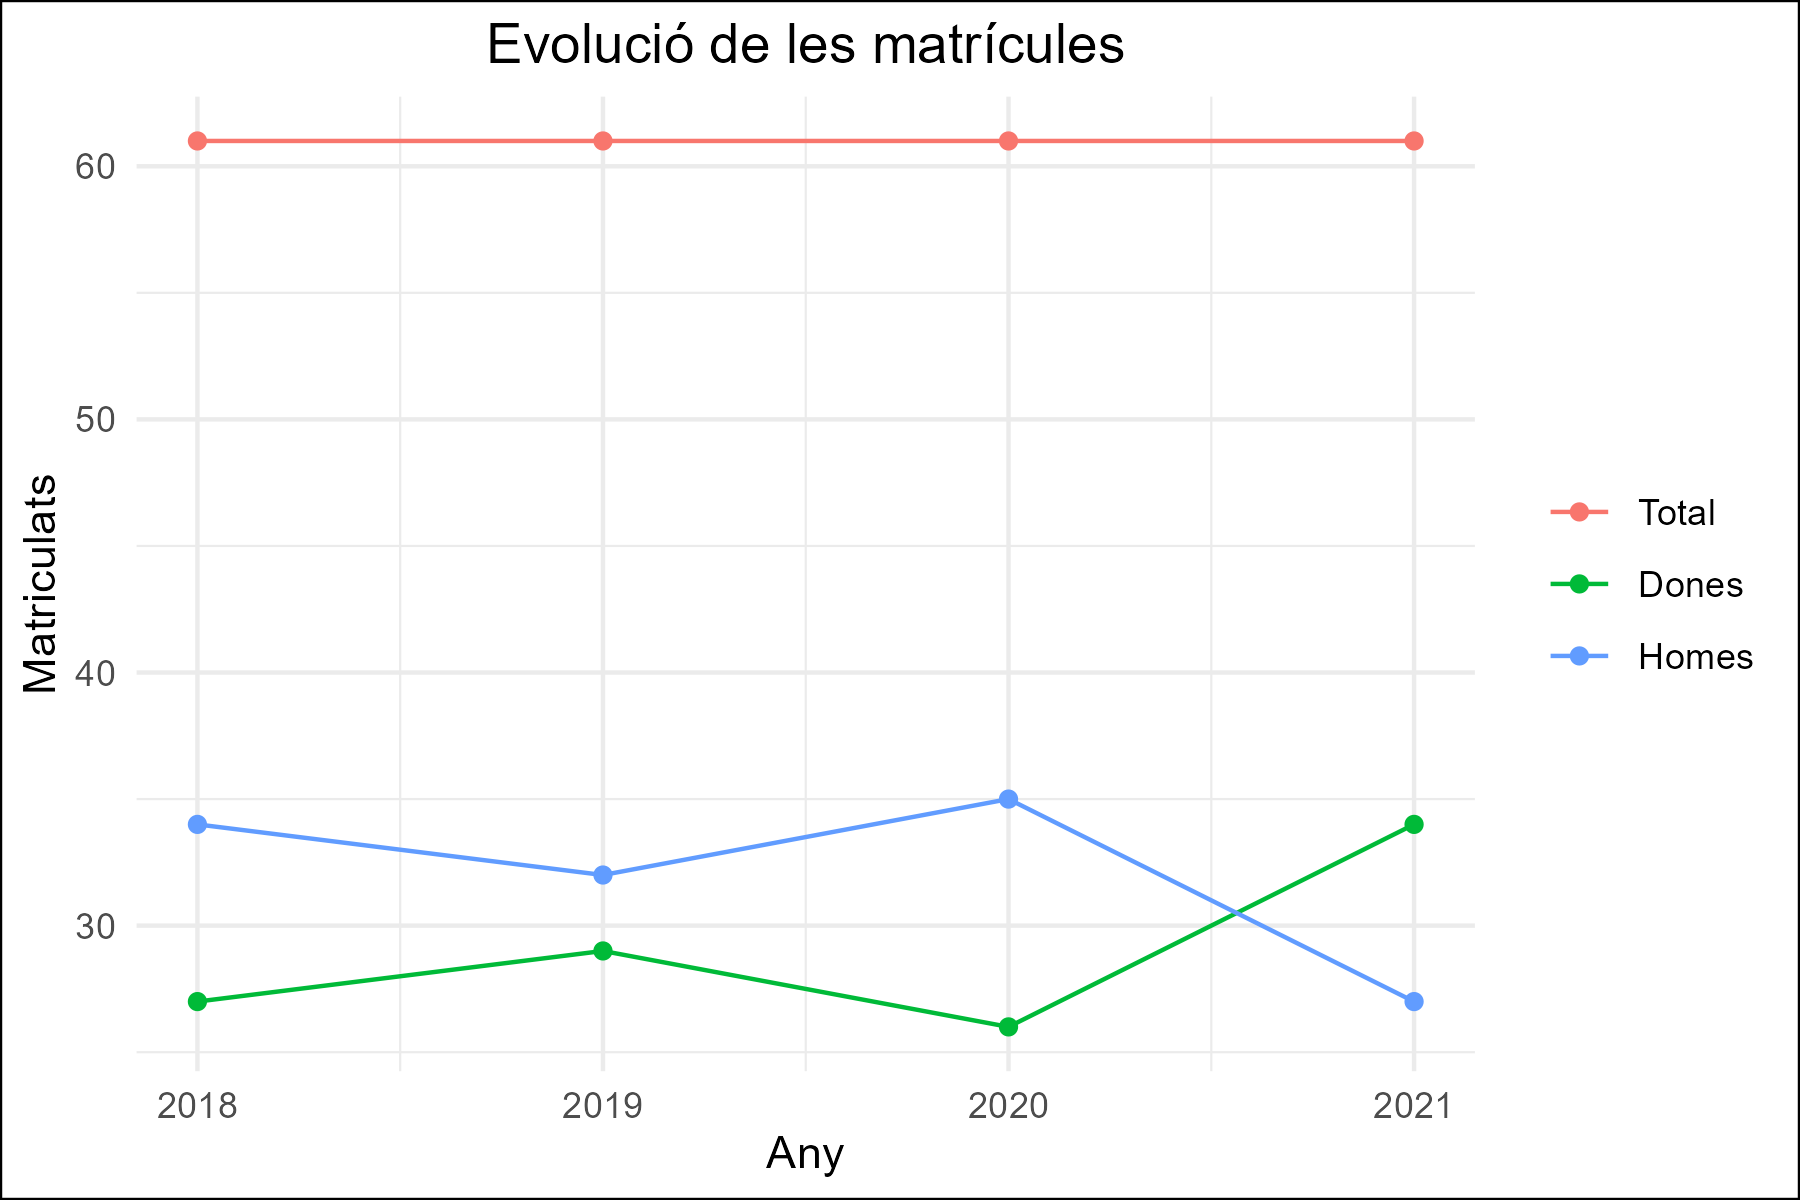 Evolució de les matrícules
Matriculats
60
50
40
30
2018 2019 2020 2021
Any
Total
Dones
Homes